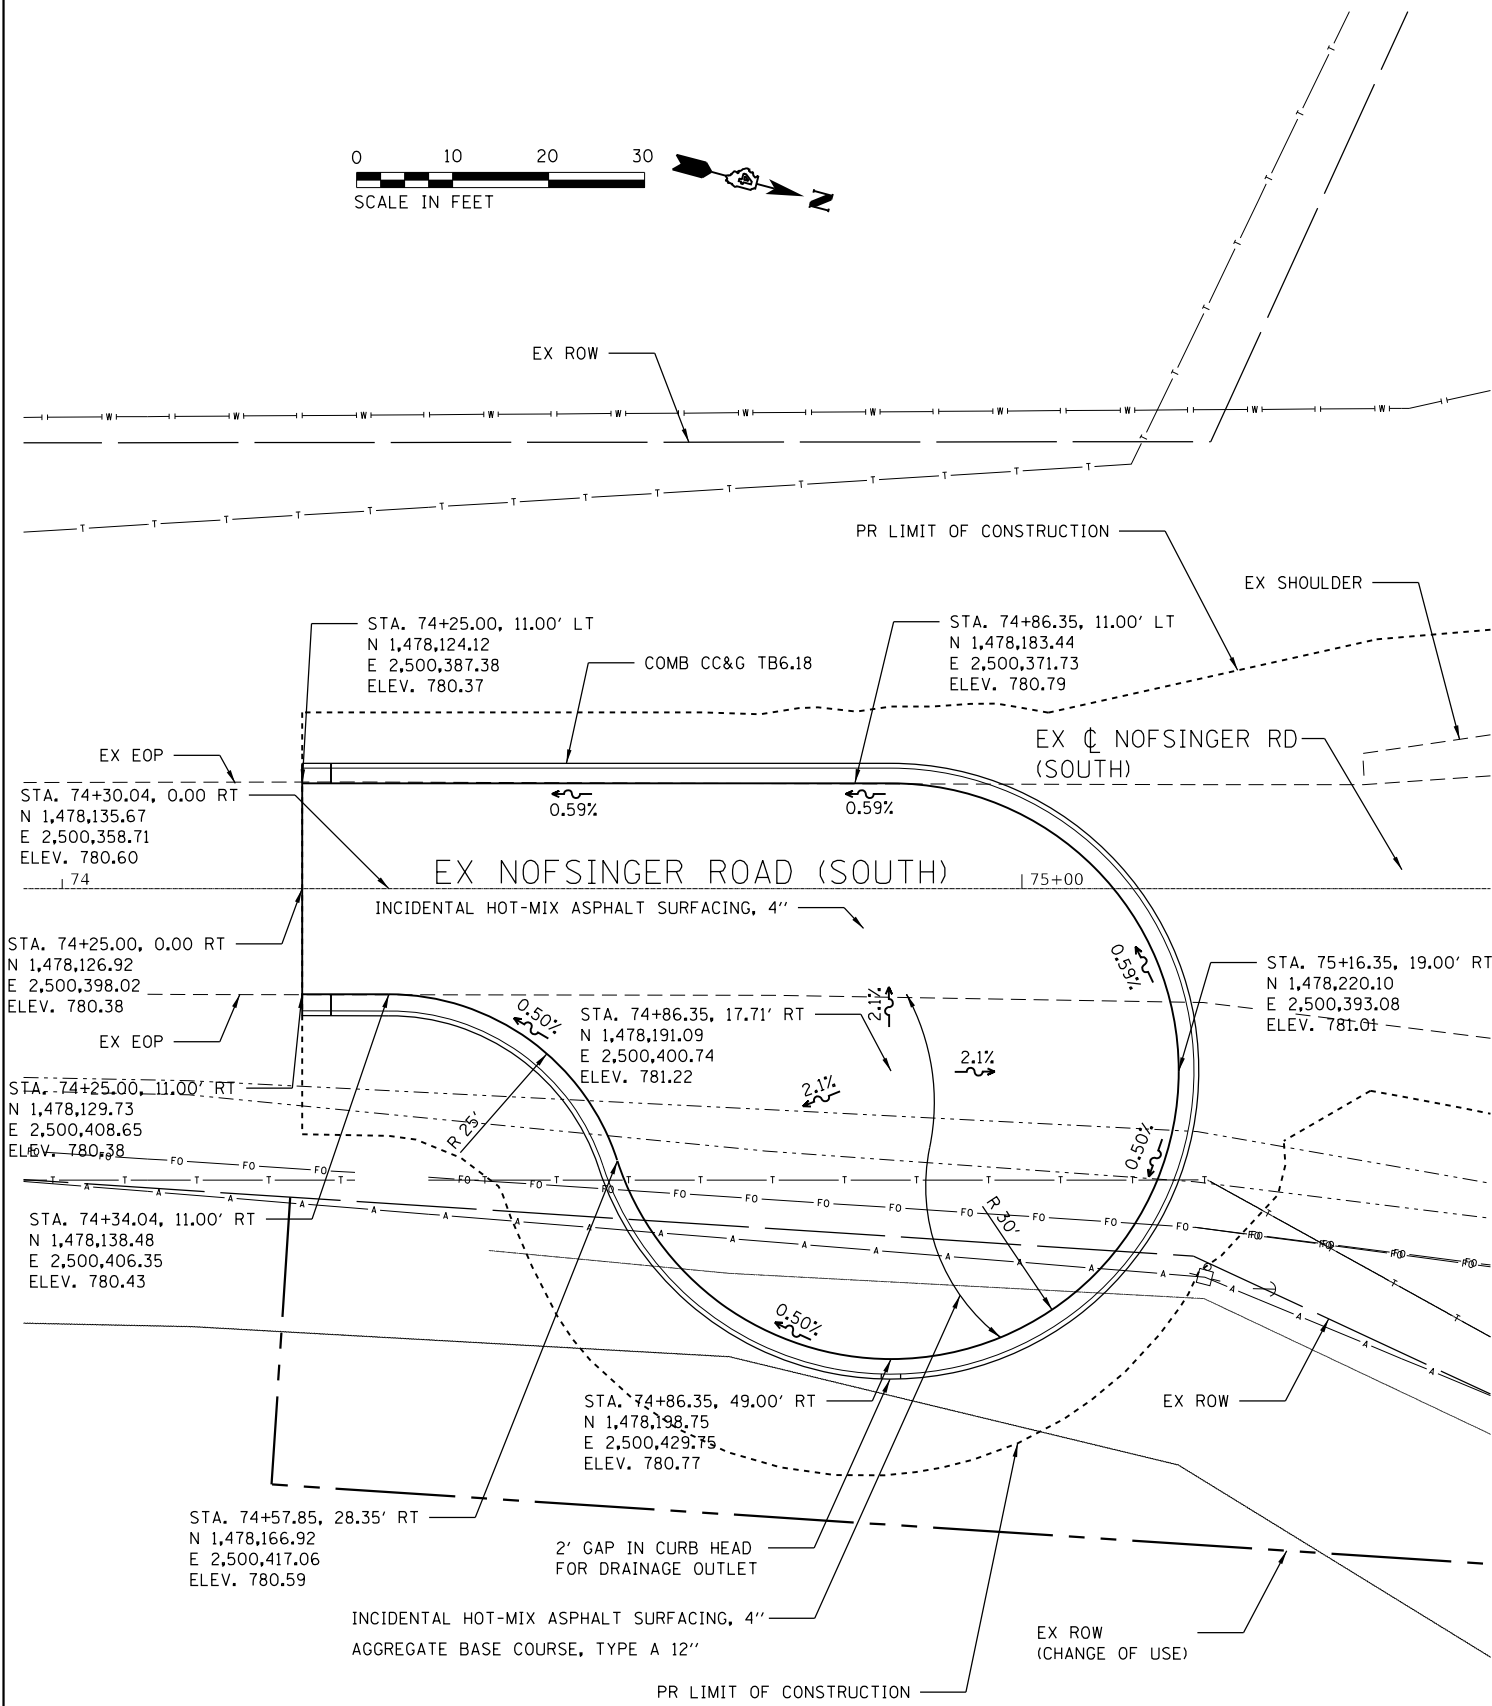 0 10 20 30
SCALE IN FEET
N
EX ROW
PR LIMIT OF CONSTRUCTION
EX SHOULDER
STA. 74+25.00, 11.00' LT
N 1,478,124.12
E 2,500,387.38
ELEV. 780.37
COMB CC&G TB6.18
STA. 74+86.35, 11.00' LT
N 1,478,183.44
E 2,500,371.73
ELEV. 780.79
EX ℄ NOFSINGER RD
(SOUTH)
EX EOP
STA. 74+30.04, 0.00 RT
N 1,478,135.67
E 2,500,358.71
ELEV. 780.60
0.59%
0.59%
74
EX NOFSINGER ROAD (SOUTH)
75+00
INCIDENTAL HOT-MIX ASPHALT SURFACING, 4"
STA. 74+25.00, 0.00 RT
N 1,478,126.92
E 2,500,398.02
ELEV. 780.38
0.59%
STA. 75+16.35, 19.00' RT
N 1,478,220.10
E 2,500,393.08
ELEV. 781.01
EX EOP
0.50%
STA. 74+86.35, 17.71' RT
N 1,478,191.09
E 2,500,400.74
ELEV. 781.22
2.1%
2.1%
2.1%
STA. 74+25.00, 11.00' RT
N 1,478,129.73
E 2,500,408.65
ELEV. 780.38
R 25'
0.50%
STA. 74+34.04, 11.00' RT
N 1,478,138.48
E 2,500,406.35
ELEV. 780.43
R 30'
0.50%
STA. 74+86.35, 49.00' RT
N 1,478,198.75
E 2,500,429.75
ELEV. 780.77
EX ROW
STA. 74+57.85, 28.35' RT
N 1,478,166.92
E 2,500,417.06
ELEV. 780.59
2' GAP IN CURB HEAD
FOR DRAINAGE OUTLET
INCIDENTAL HOT-MIX ASPHALT SURFACING, 4"
AGGREGATE BASE COURSE, TYPE A 12"
EX ROW
(CHANGE OF USE)
PR LIMIT OF CONSTRUCTION